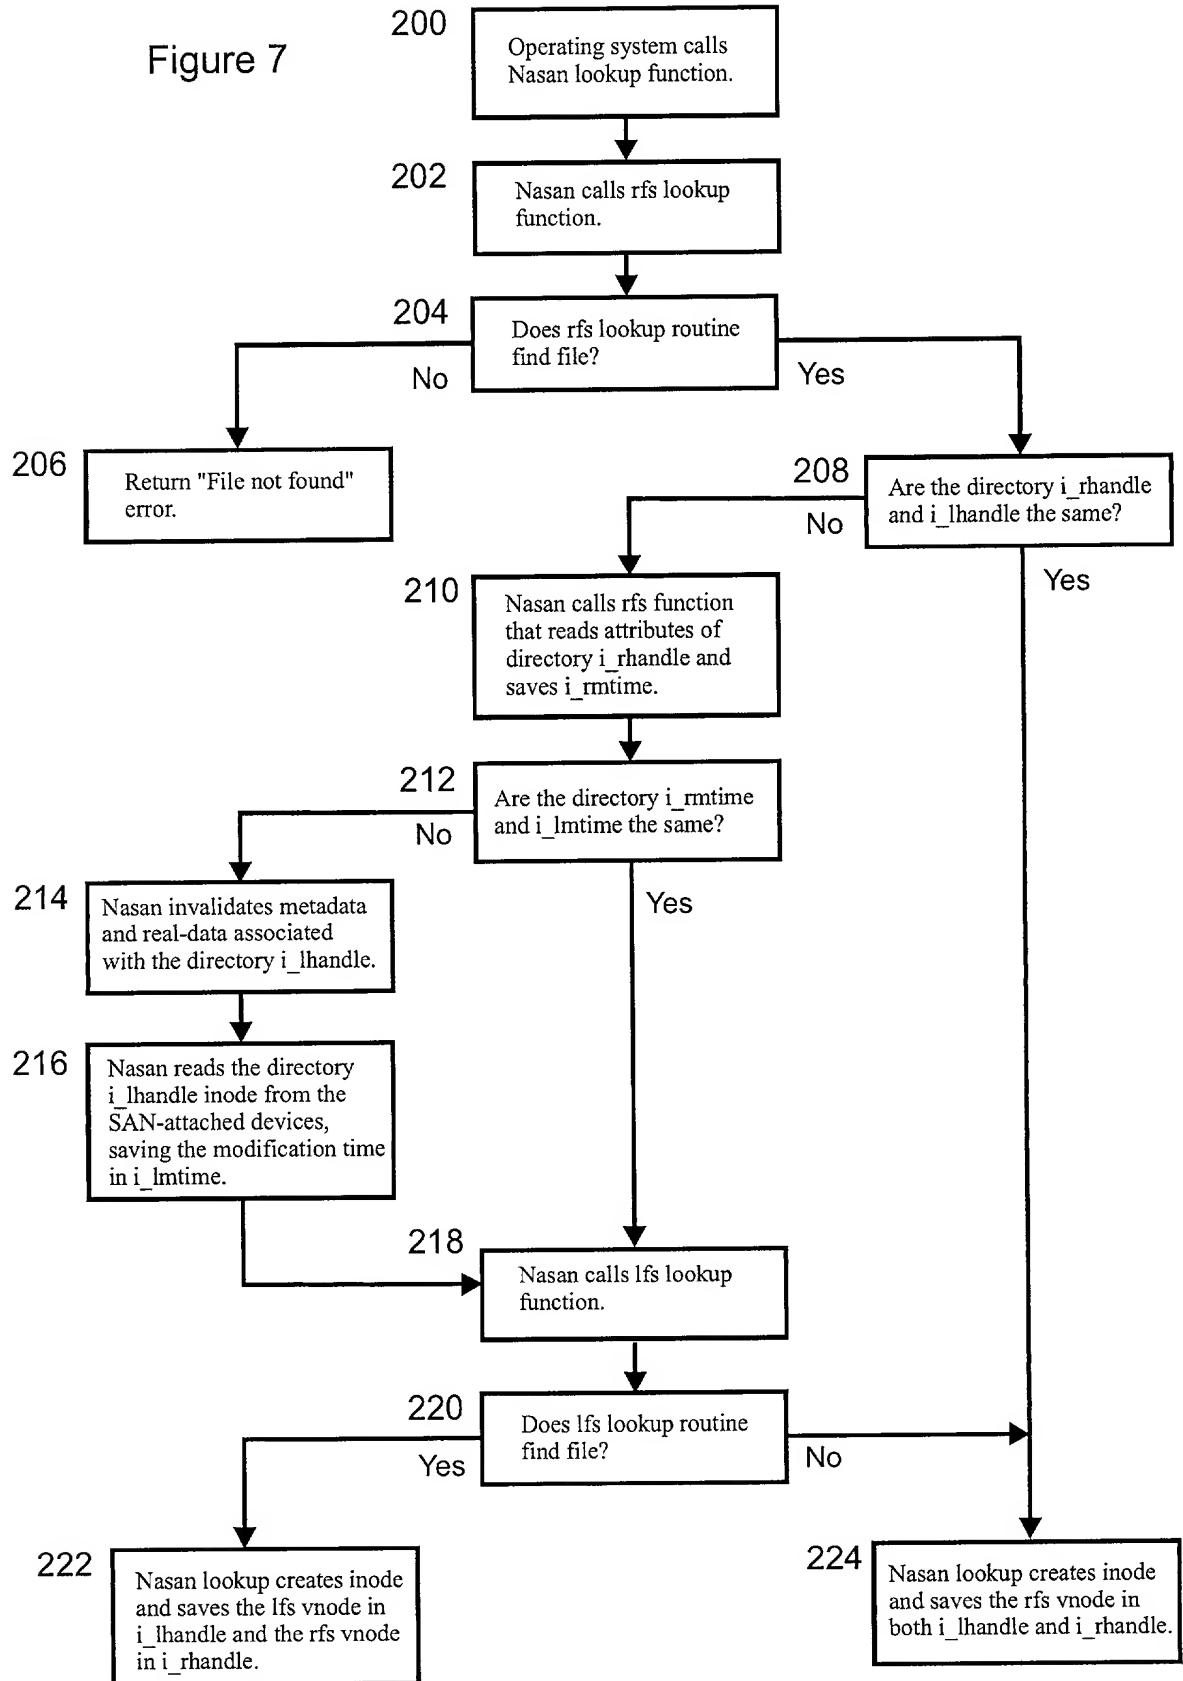 Figure 7
200
Operating system calls
Nasan lookup function.
202
Nasan calls rfs lookup
function.
204
Does rfs lookup routine
find file?
No
Yes
206
Return "File not found"
error.
208
Are the directory i_rhandle
and i_lhandle the same?
No
Yes
210
Nasan calls rfs function
that reads attributes of
directory i_rhandle and
saves i_rmtime.
212
Are the directory i_rmtime
and i_lmtime the same?
No
Yes
214
Nasan invalidates metadata
and real-data associated
with the directory i_lhandle.
216
Nasan reads the directory
i_lhandle inode from the
SAN-attached devices,
saving the modification time
in i_lmtime.
218
Nasan calls lfs lookup
function.
220
Does lfs lookup routine
find file?
Yes
No
222
Nasan lookup creates inode
and saves the lfs vnode in
i_lhandle and the rfs vnode
in i_rhandle.
224
Nasan lookup creates inode
and saves the rfs vnode in
both i_lhandle and i_rhandle.